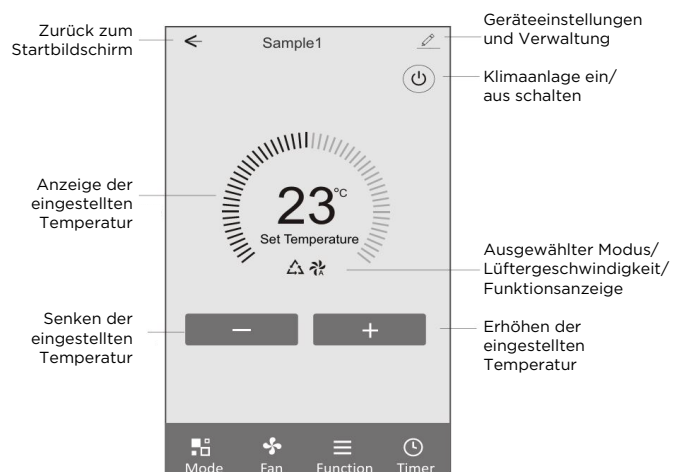 Zurück zum
Startbildschirm
Sample1
Geräteeinstellungen
und Verwaltung
Klimaanlage ein/
aus schalten
Anzeige der
eingestellten
Temperatur
23°C
Set Temperature
A
Ausgewählter Modus/
Lüftergeschwindigkeit/
Funktionsanzeige
Senken der
eingestellten
Temperatur
−
+
Erhöhen der
eingestellten
Temperatur
Mode Fan Function Timer